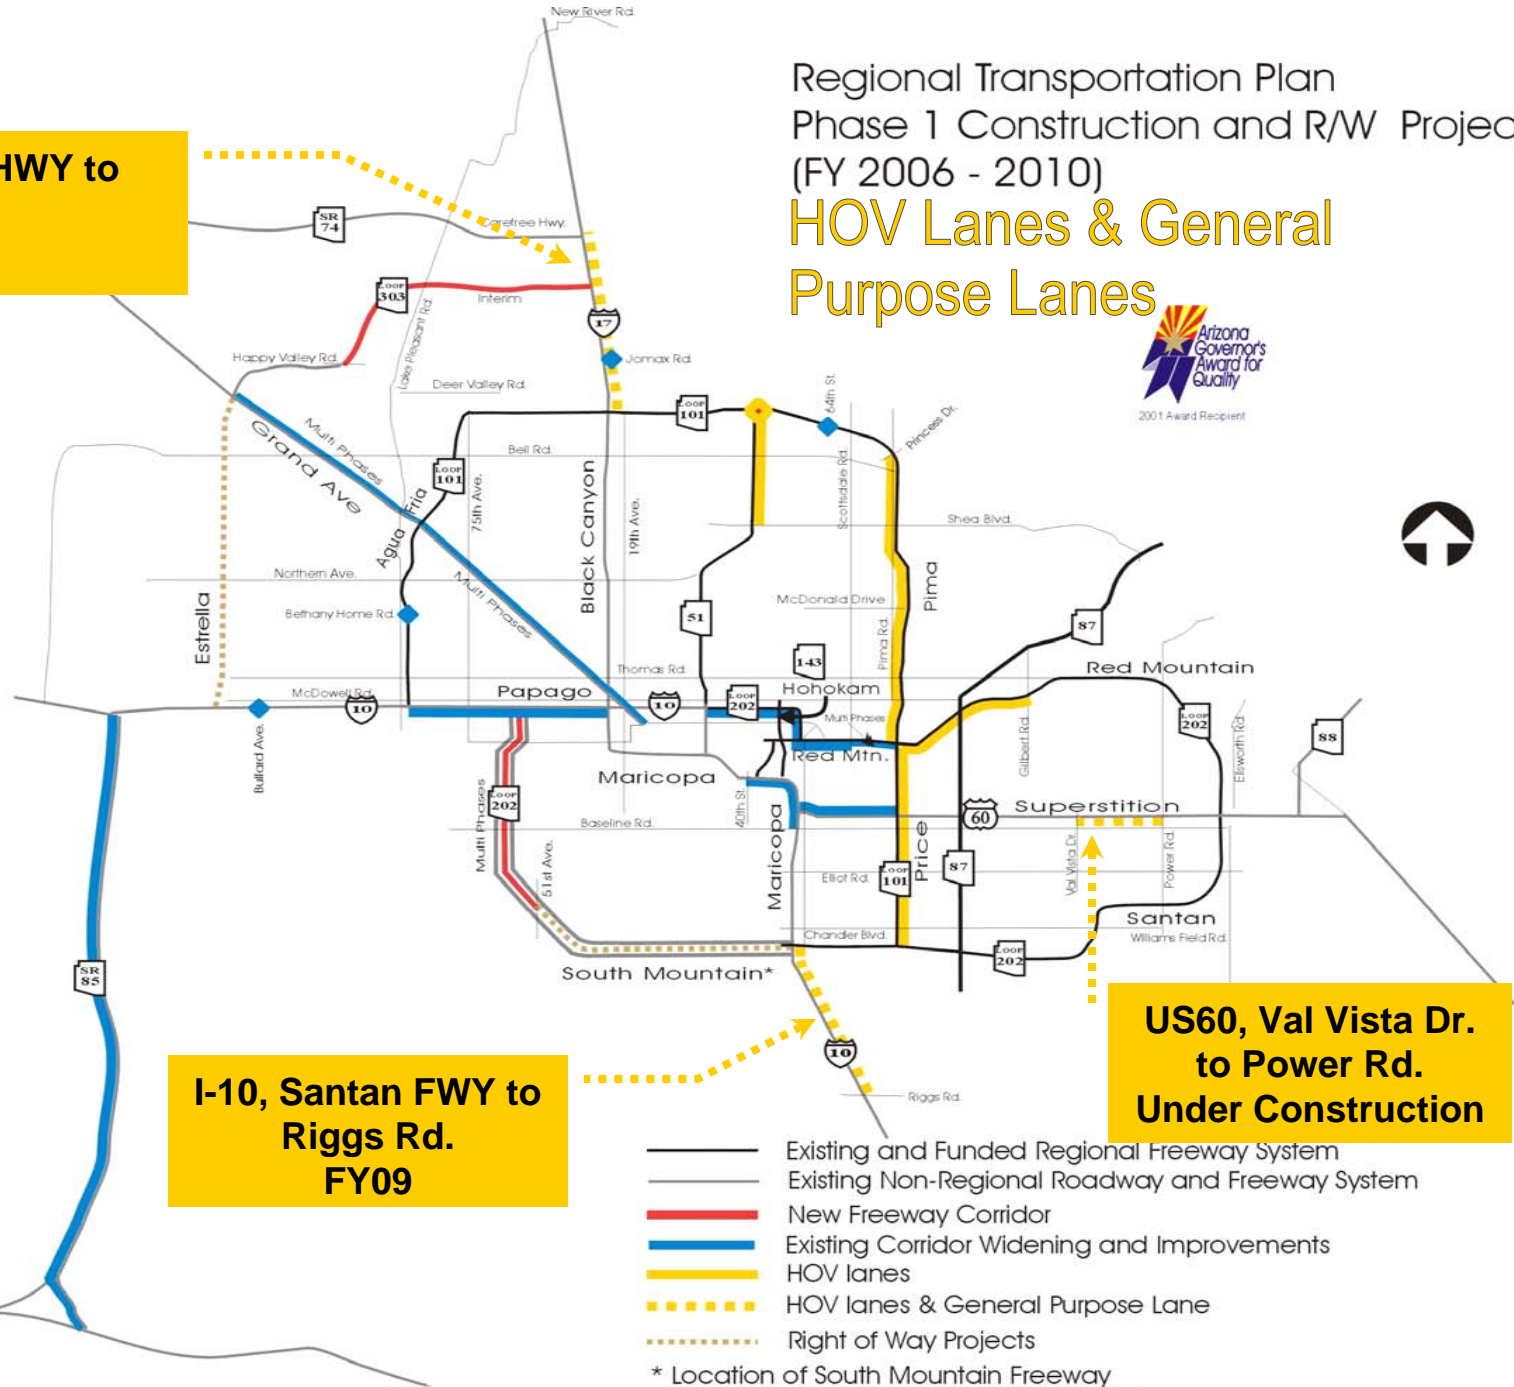 New River Rd.
Regional Transportation Plan
Phase 1 Construction and R/W Projec
(FY 2006 - 2010)
HOV Lanes & General
Purpose Lanes
HWY to
SR
74
Carefree Hwy.
LOOP
303
Interim
17
Lake Pleasant Rd.
Happy Valley Rd.
Jomax Rd.
Deer Valley Rd.
Arizona
Governor's
Award for
Quality
2001 Award Recipient
LOOP
101
64th St.
Princess Dr.
Multi Phases
Grand Ave
Bell Rd.
LOOP
101
Agua Fria
75th Ave.
Black Canyon
19th Ave.
Scottsdale Rd.
Shea Blvd.
Northern Ave.
Multi Phases
Pima
Estrella
Bethany Home Rd.
McDonald Drive
51
Pima Rd.
87
143
Thomas Rd.
Hohokam
Red Mountain
McDowell Rd.
Papago
10
10
LOOP
202
Multi Phases
LOOP
202
Bullard Ave.
Red Mtn.
Gilbert Rd.
Ellsworth Rd.
88
Maricopa
Multi Phases
LOOP
202
40th St.
Superstition
60
Baseline Rd.
Maricopa
Price
Val Vista Dr.
Power Rd.
51st Ave.
Elliot Rd.
LOOP
101
87
Santan
Chandler Blvd.
Williams Field Rd.
LOOP
202
South Mountain*
SR
85
US60, Val Vista Dr.
to Power Rd.
Under Construction
10
I-10, Santan FWY to
Riggs Rd.
FY09
Riggs Rd.
Existing and Funded Regional Freeway System
Existing Non-Regional Roadway and Freeway System
New Freeway Corridor
Existing Corridor Widening and Improvements
HOV lanes
HOV lanes & General Purpose Lane
Right of Way Projects
* Location of South Mountain Freeway